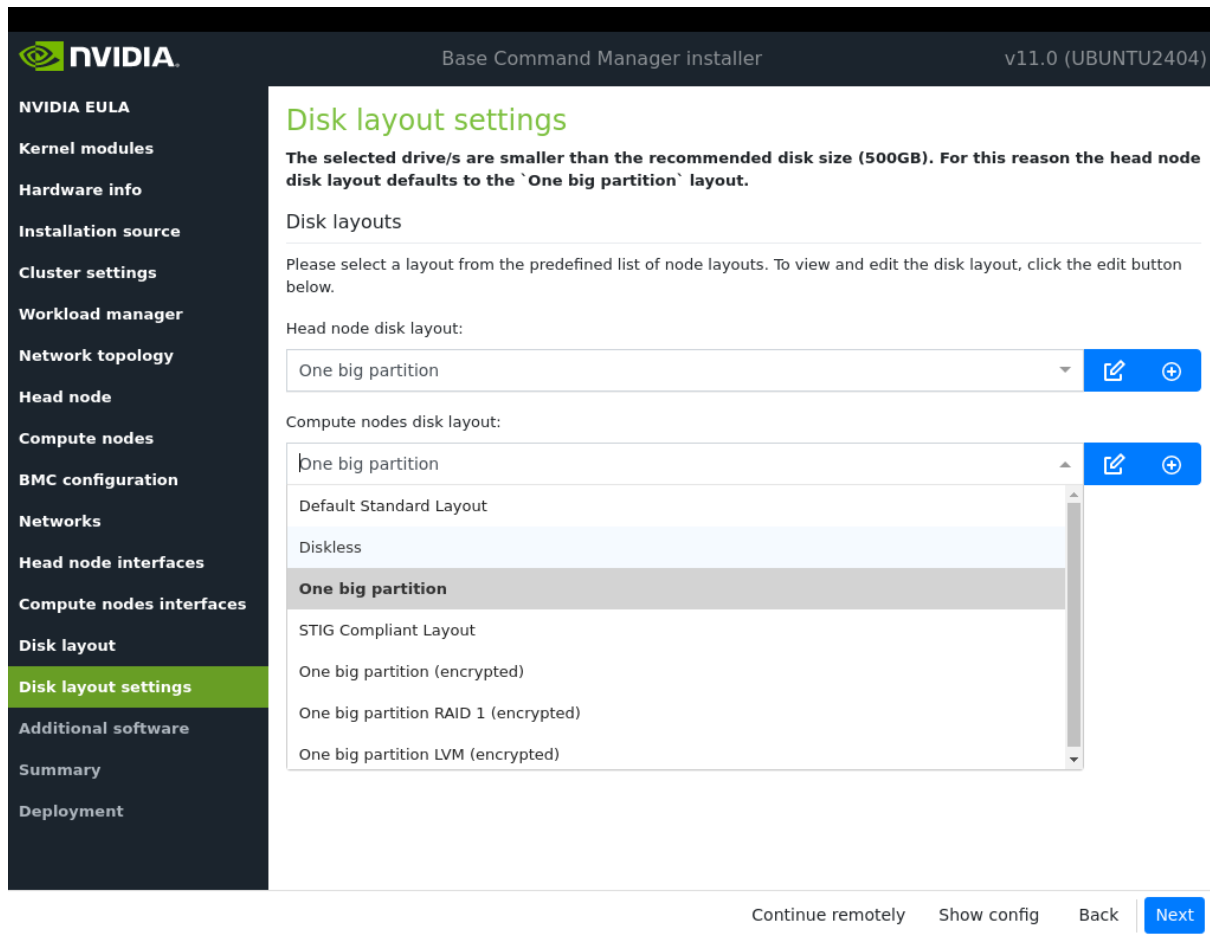 NVIDIA.
Base Command Manager installer
v11.0 (UBUNTU2404)
NVIDIA EULA
Kernel modules
Hardware info
Installation source
Cluster settings
Workload manager
Network topology
Head node
Compute nodes
BMC configuration
Networks
Head node interfaces
Compute nodes interfaces
Disk layout
Disk layout settings
Additional software
Summary
Deployment
Disk layout settings
The selected drive/s are smaller than the recommended disk size (500GB). For this reason the head node
disk layout defaults to the `One big partition` layout.
Disk layouts
Please select a layout from the predefined list of node layouts. To view and edit the disk layout, click the edit button
below.
Head node disk layout:
One big partition
Compute nodes disk layout:
One big partition
Default Standard Layout
Diskless
One big partition
STIG Compliant Layout
One big partition (encrypted)
One big partition RAID 1 (encrypted)
One big partition LVM (encrypted)
Continue remotely
Show config
Back
Next